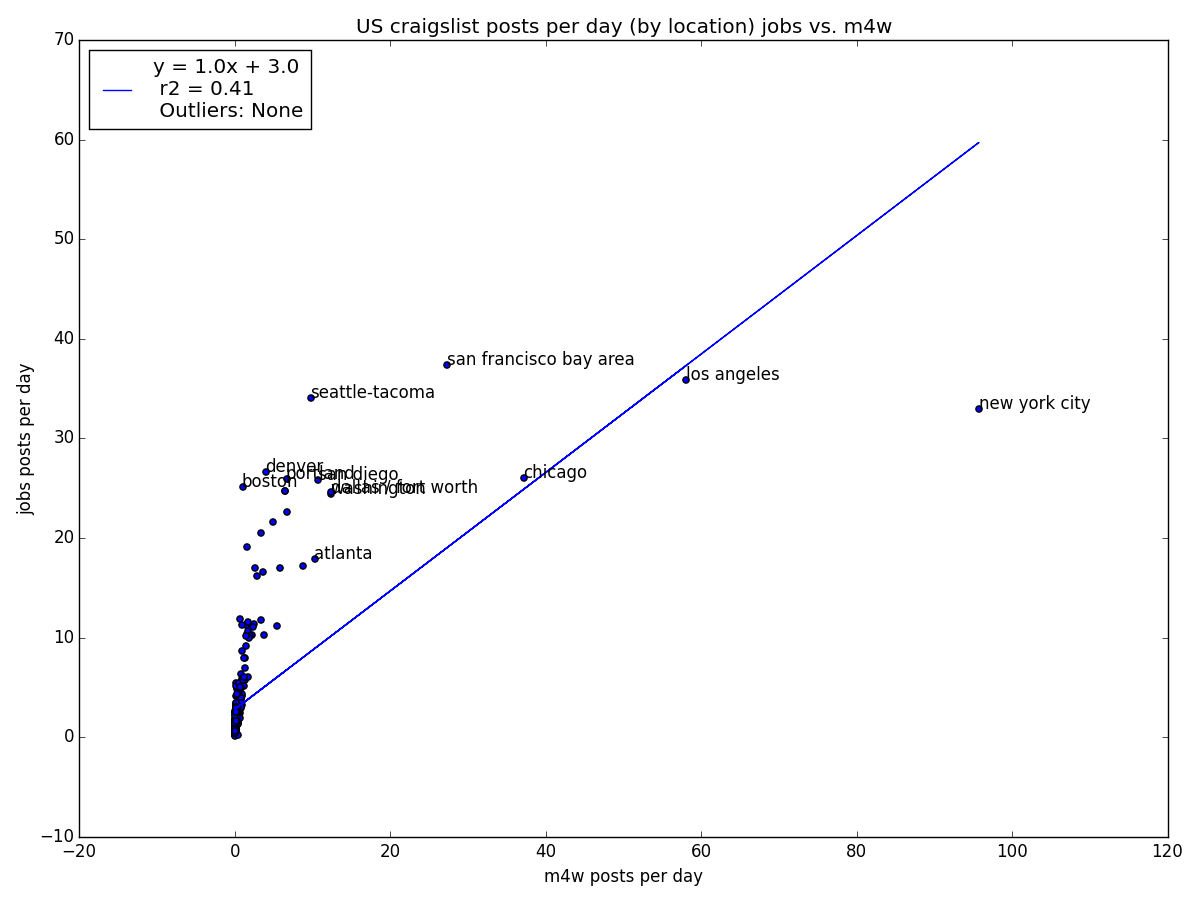 US craigslist posts per day (by location) jobs vs. m4w
70
60
50
40
30
20
10
0
−10
y = 1.0x + 3.0
r2 = 0.41
Outliers: None
san francisco bay area
los angeles
seattle-tacoma
new york city
denver
portland
san diego
chicago
boston
dallas / fort worth
washington
atlanta
jobs posts per day
−20
0
20
40
60
80
100
120
m4w posts per day